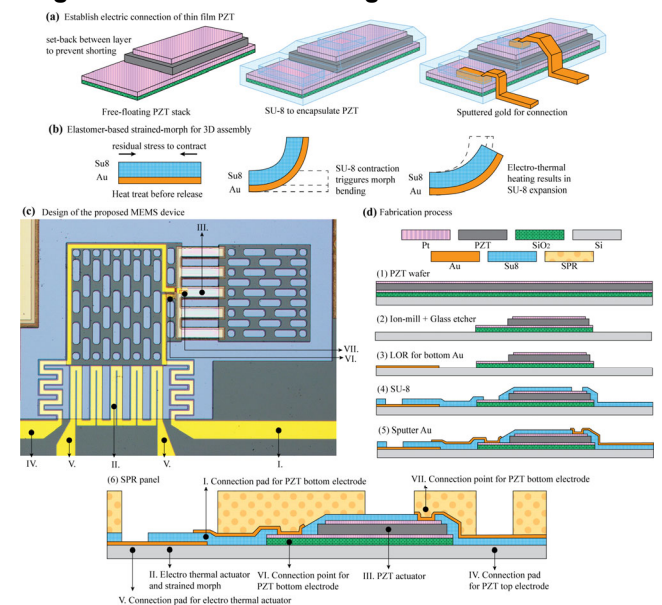 (a) Establish electric connection of thin film PZT
set-back between layer
to prevent shorting
Free-floating PZT stack
SU-8 to encapsulate PZT
Sputtered gold for connection
(b) Elastomer-based strained-morph for 3D assembly
residual stress to contract
Su8
Au
Heat treat before release
Su8
Au
SU-8 contraction
triggures morph
bending
Electro-thermal
heating results in
SU-8 expansion
(c) Design of the proposed MEMS device
III.
VII.
VI.
IV.
V.
II.
V.
I.
(d) Fabrication process
Pt
PZT
SiO2
Si
Au
Su8
SPR
(1) PZT wafer
(2) Ion-mill + Glass etcher
(3) LOR for bottom Au
(4) SU-8
(5) Sputter Au
(6) SPR panel
I. Connection pad for PZT bottom electrode
VII. Connection point for
PZT bottom electrode
II. Electro thermal actuator
and strained morph
VI. Connection point for
PZT bottom electrode
III. PZT actuator
IV. Connection pad
for PZT top electrode
V. Connection pad for electro thermal actuator